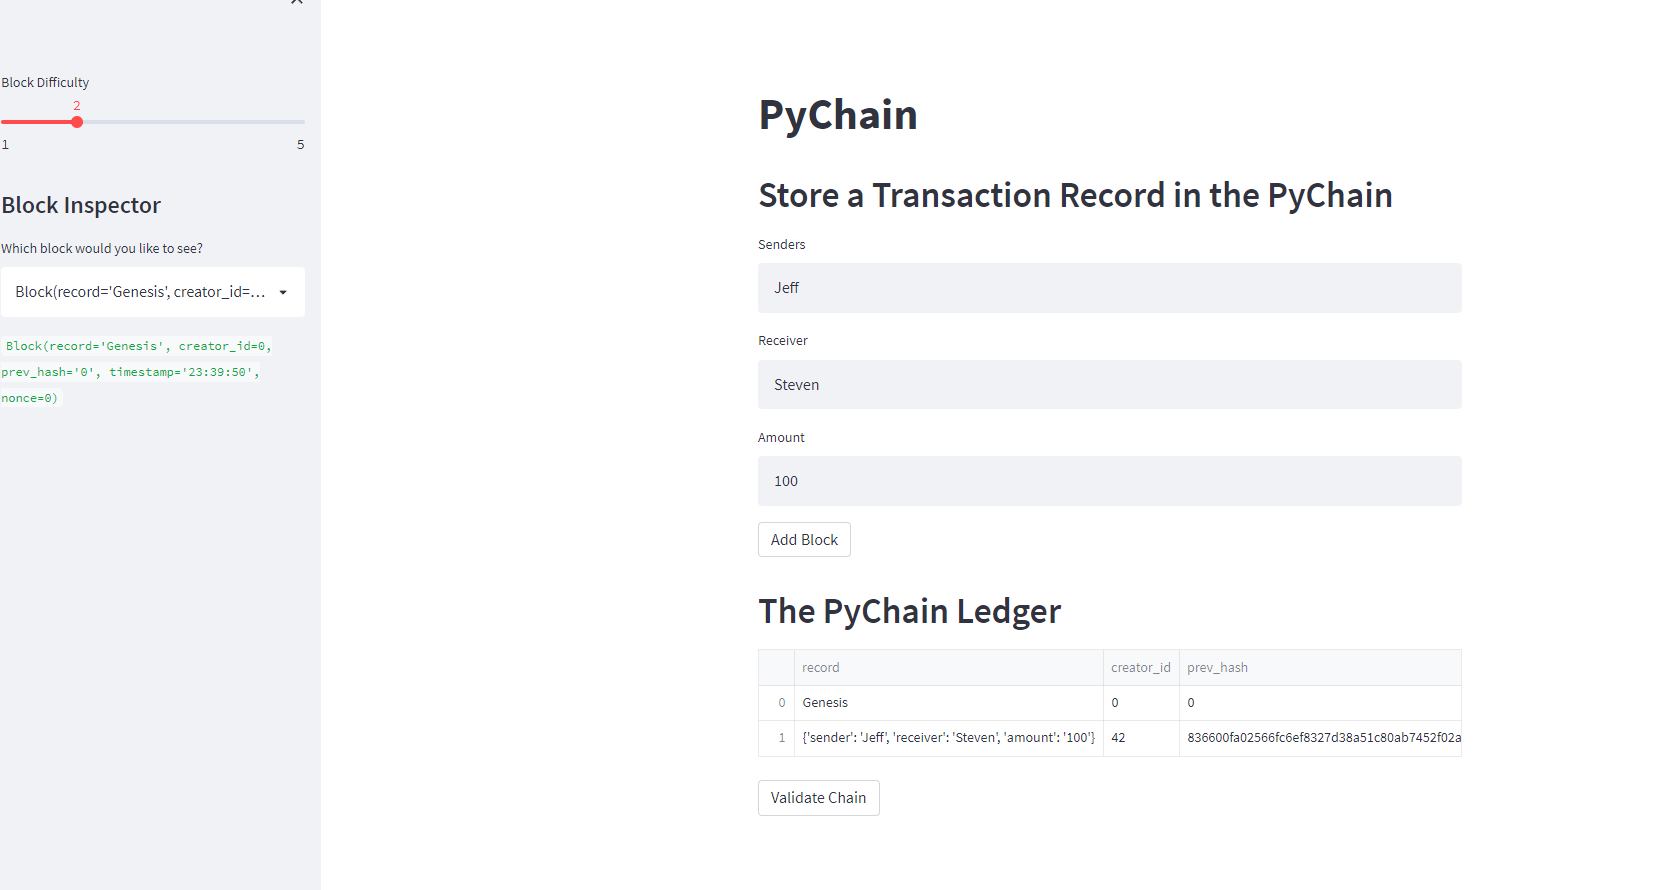 Block Difficulty
2
1 5
Block Inspector
Which block would you like to see?
Block(record='Genesis', creator_id=...
Block(record='Genesis', creator_id=0,
prev_hash='0', timestamp='23:39:50',
nonce=0)
PyChain
Store a Transaction Record in the PyChain
Senders
Jeff
Receiver
Steven
Amount
100
Add Block
The PyChain Ledger
record creator_id prev_hash
0 Genesis 0 0
1 {'sender': 'Jeff', 'receiver': 'Steven', 'amount': '100'} 42 836600fa02566fc6ef8327d38a51c80ab7452f02a
Validate Chain